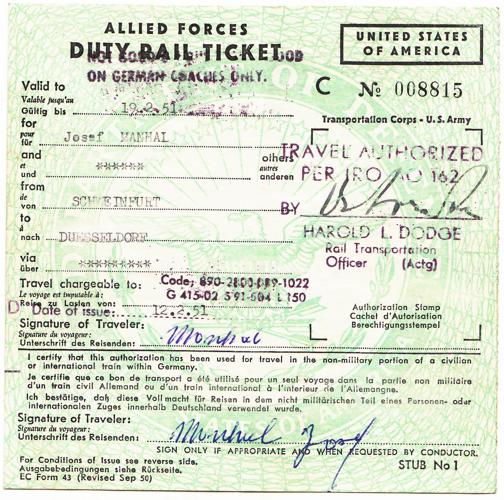 ALLIED FORCES
DUTY RAIL TICKET
UNITED STATES
OF AMERICA
ON GERMAN COACHES ONLY.
C No 008815
Valid to
Valable jusqu'au
Gültig bis 19.2.51
Transportation Corps - U.S. Army
for
pour
für Josef MANHAL
TRAVEL AUTHORIZED
and
et
und ****** others
autres
anderen
PER IRO AO 162
from
de
von SCHWEINFURT
BY
HAROLD L. DODGE
Rail Transportation
Officer (Actg)
to
à
nach DUESSELDORF
via
über ********
Travel chargeable to:
Le voyage est imputable à:
Reise zu Lasten von:
Code, 890-2800-089-1022
G 415-02 S 91-504 L 150
Date of issue: 12.2.51
Authorization Stamp
Cachet d'Autorisation
Berechtigungsstempel
Signature of Traveler:
Signature du voyageur:
Unterschrift des Reisenden: Manhal
I certify that this authorization has been used for travel in the non-military portion of a civilian
or international train within Germany.
Je certifie que ce bon de transport a été utilisé pour un seul voyage dans la partie non militaire
d'un train civil Allemand ou d'un train international à l'interieur de l'Allemangne.
Ich bestätige, daß diese Vollmacht für Reisen in dem nicht militärischen Teil eines Personen- oder
internationalen Zuges innerhalb Deutschland verwendet wurde.
Signature of Traveler:
Signature du voyageur:
Unterschrift des Reisenden: Manhal Josef
SIGN ONLY IF APPROPRIATE AND WHEN REQUESTED BY CONDUCTOR.
For Conditions of Issue see reverse side.
Ausgabebedingungen siehe Rückseite.
EC Form 43 (Revised Sep 50)
STUB No 1